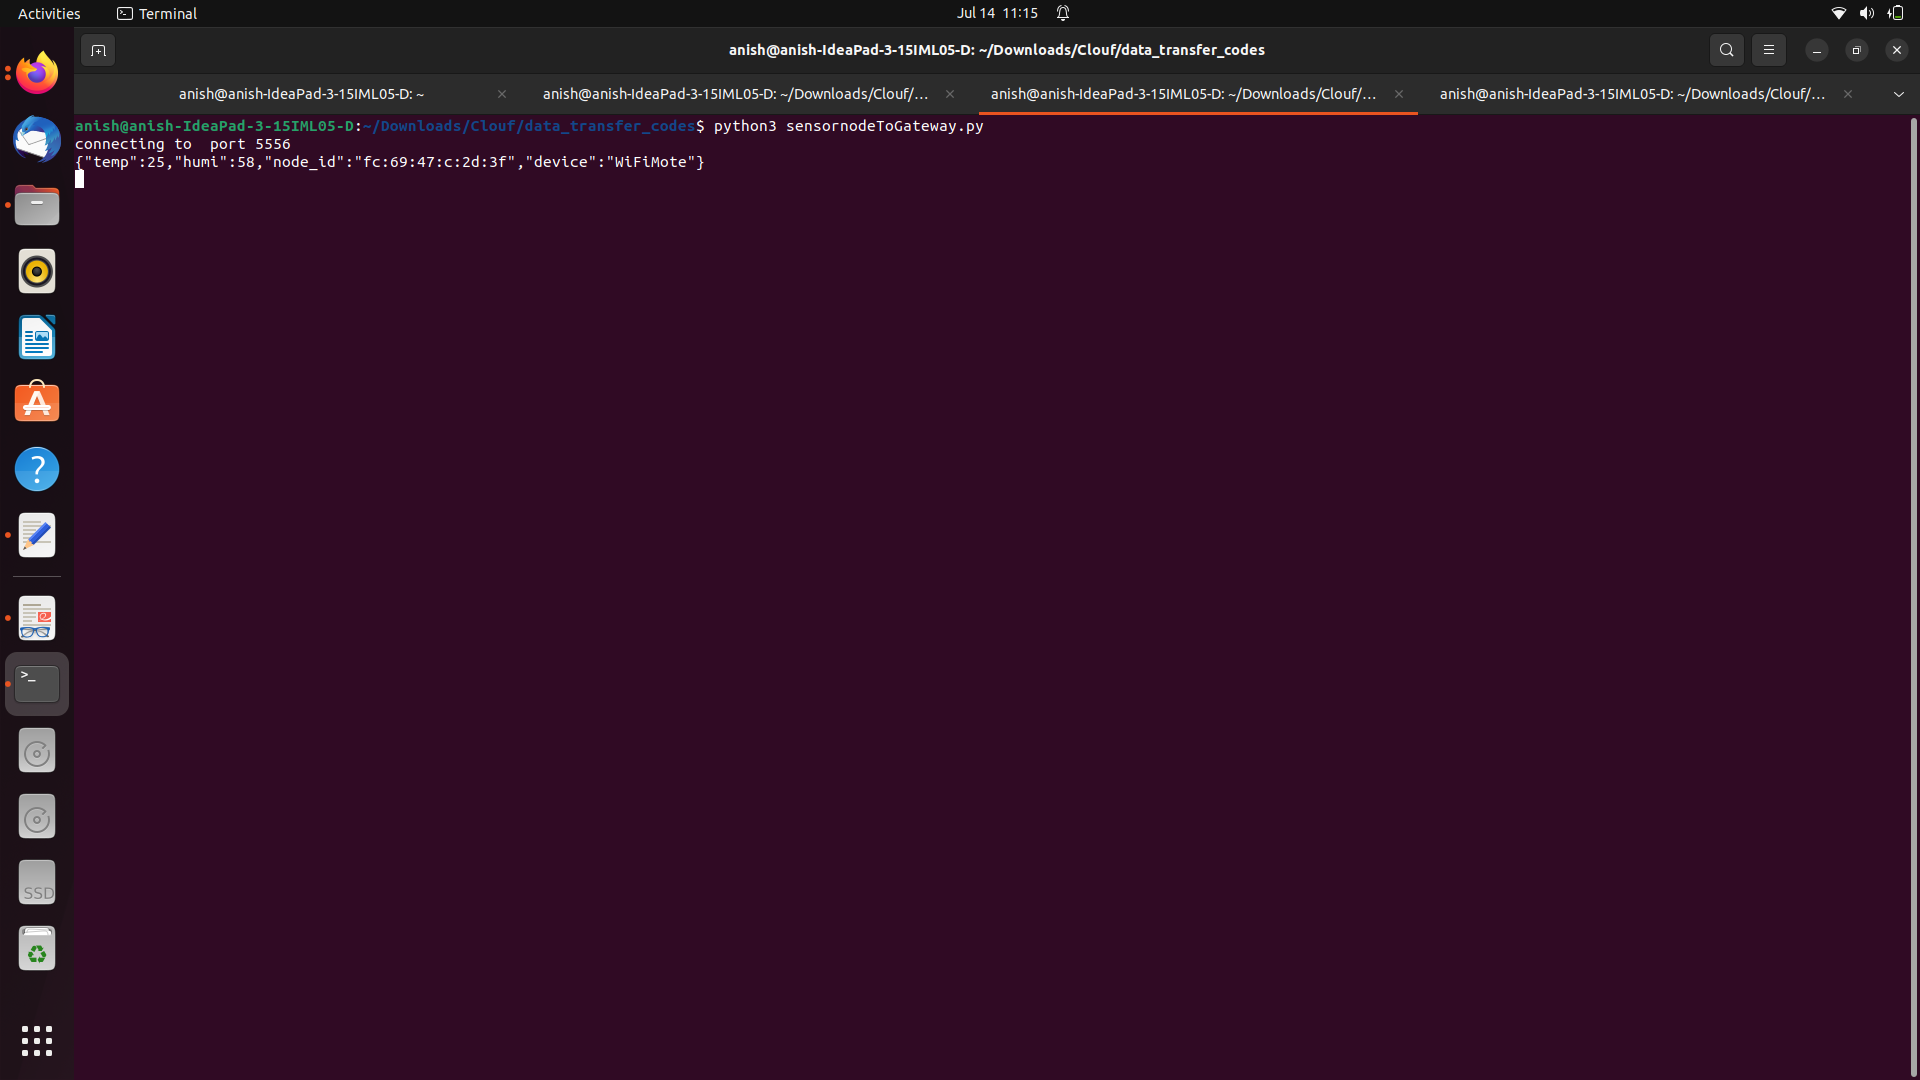 Activities
Terminal
Jul 14 11:15
anish@anish-IdeaPad-3-15IML05-D: ~/Downloads/Clouf/data_transfer_codes
anish@anish-IdeaPad-3-15IML05-D: ~
anish@anish-IdeaPad-3-15IML05-D: ~/Downloads/Clouf/...
anish@anish-IdeaPad-3-15IML05-D: ~/Downloads/Clouf/...
anish@anish-IdeaPad-3-15IML05-D: ~/Downloads/Clouf/...
anish@anish-IdeaPad-3-15IML05-D:~/Downloads/Clouf/data_transfer_codes$ python3 sensornodeToGateway.py
connecting to  port 5556
{"temp":25,"humi":58,"node_id":"fc:69:47:c:2d:3f","device":"WiFiMote"}
SSD